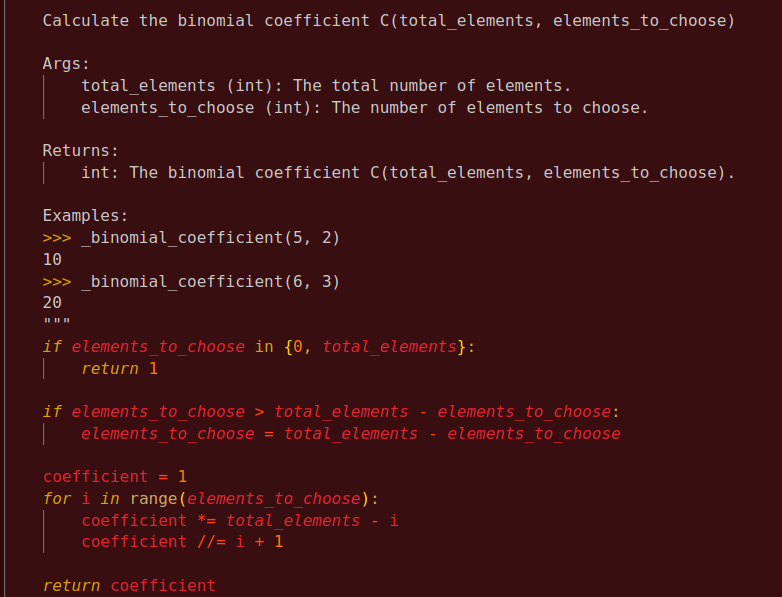 Calculate the binomial coefficient C(total_elements, elements_to_choose)
Args:
total_elements (int): The total number of elements.
elements_to_choose (int): The number of elements to choose.
Returns:
int: The binomial coefficient C(total_elements, elements_to_choose).
Examples:
>>> _binomial_coefficient(5, 2)
10
>>> _binomial_coefficient(6, 3)
20
"""
if elements_to_choose in {0, total_elements}:
return 1
if elements_to_choose > total_elements - elements_to_choose:
elements_to_choose = total_elements - elements_to_choose
coefficient = 1
for i in range(elements_to_choose):
coefficient *= total_elements - i
coefficient //= i + 1
return coefficient